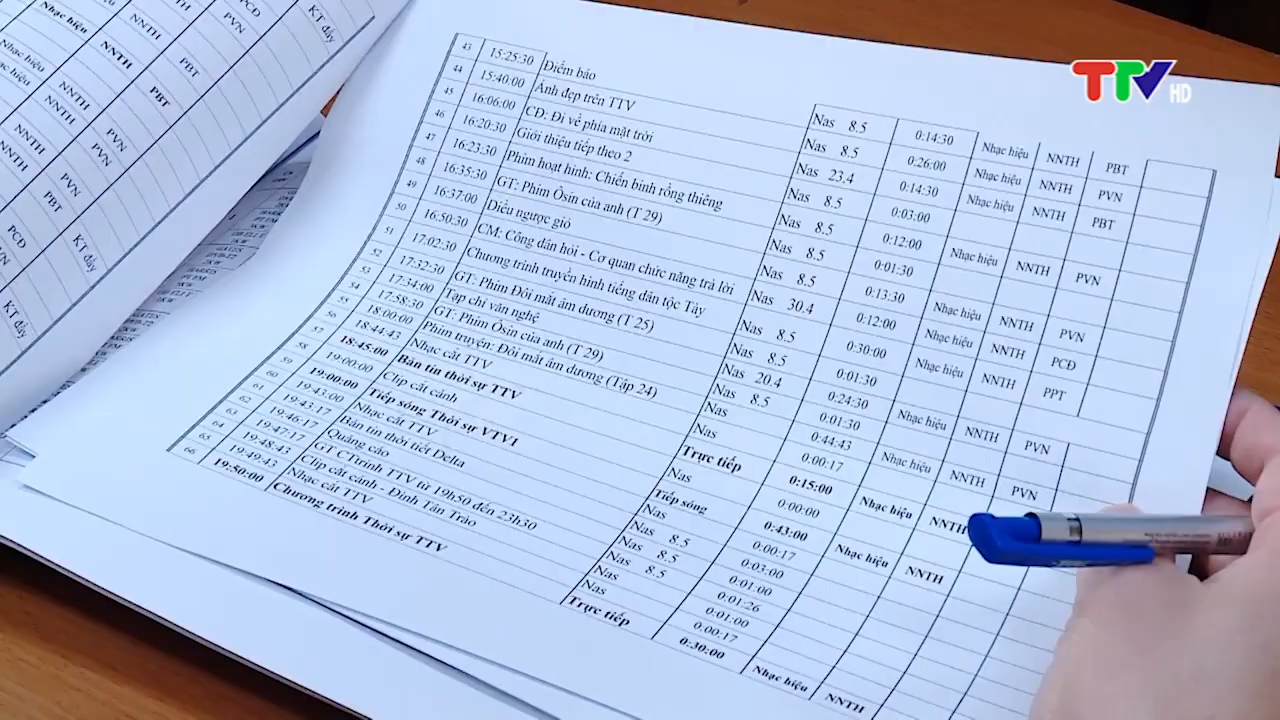 TTV HD
43 15:25:30 Điểm báo Nas 8.5 0:14:30 Nhạc hiệu NNTH PBT
44 15:40:00 Ảnh đẹp trên TTV Nas 8.5 0:26:00 Nhạc hiệu NNTH PVN
45 16:06:00 CĐ: Đi về phía mặt trời Nas 23.4 0:14:30 Nhạc hiệu NNTH PBT
46 16:20:30 Giới thiệu tiếp theo 2 Nas 8.5 0:03:00
47 16:23:30 Phim hoạt hình: Chiến binh rồng thiêng Nas 8.5 0:12:00 Nhạc hiệu NNTH PVN
48 16:35:30 GT: Phim Ôsin của anh (T 29) Nas 8.5 0:01:30
49 16:37:00 Diều ngược gió Nas 8.5 0:13:30 Nhạc hiệu NNTH PVN
50 16:50:30 CM: Công dân hỏi - Cơ quan chức năng trả lời Nas 30.4 0:12:00 Nhạc hiệu NNTH PCĐ
51 17:02:30 Chương trình truyền hình tiếng dân tộc Tày Nas 8.5 0:30:00 Nhạc hiệu NNTH PPT
52 17:32:30 GT: Phim Đôi mắt âm dương (T 25) Nas 8.5 0:01:30
53 17:34:00 Tạp chí văn nghệ Nas 20.4 0:24:30 Nhạc hiệu NNTH PVN
54 17:58:30 GT: Phim Ôsin của anh (T 29) Nas 8.5 0:01:30
55 18:00:00 Phim truyện: Đôi mắt âm dương (Tập 24) Nas 0:44:43 Nhạc hiệu NNTH PVN
56 18:44:43 Nhạc cắt TTV Nas 0:00:17
57 18:45:00 Bản tin thời sự TTV Trực tiếp 0:15:00 Nhạc hiệu NNTH
58 19:00:00 Clip cắt cánh Nas 0:00:00
59 19:00:00 Tiếp sóng Thời sự VTV1 Tiếp sóng 0:43:00 Nhạc hiệu NNTH
60 19:43:00 Nhạc cắt TTV Nas 0:00:17
61 19:43:17 Bản tin thời tiết Delta Nas 8.5 0:03:00
62 19:46:17 Quảng cáo Nas 8.5 0:01:00
63 19:47:17 GT CTrình TTV từ 19h50 đến 23h30 Nas 8.5 0:01:26
64 19:48:43 Clip cắt cánh - Đình Tân Trào Nas 0:01:00
65 19:49:43 Nhạc cắt TTV Nas 0:00:17
66 19:50:00 Chương trình Thời sự TTV Trực tiếp 0:30:00 Nhạc hiệu NNTH